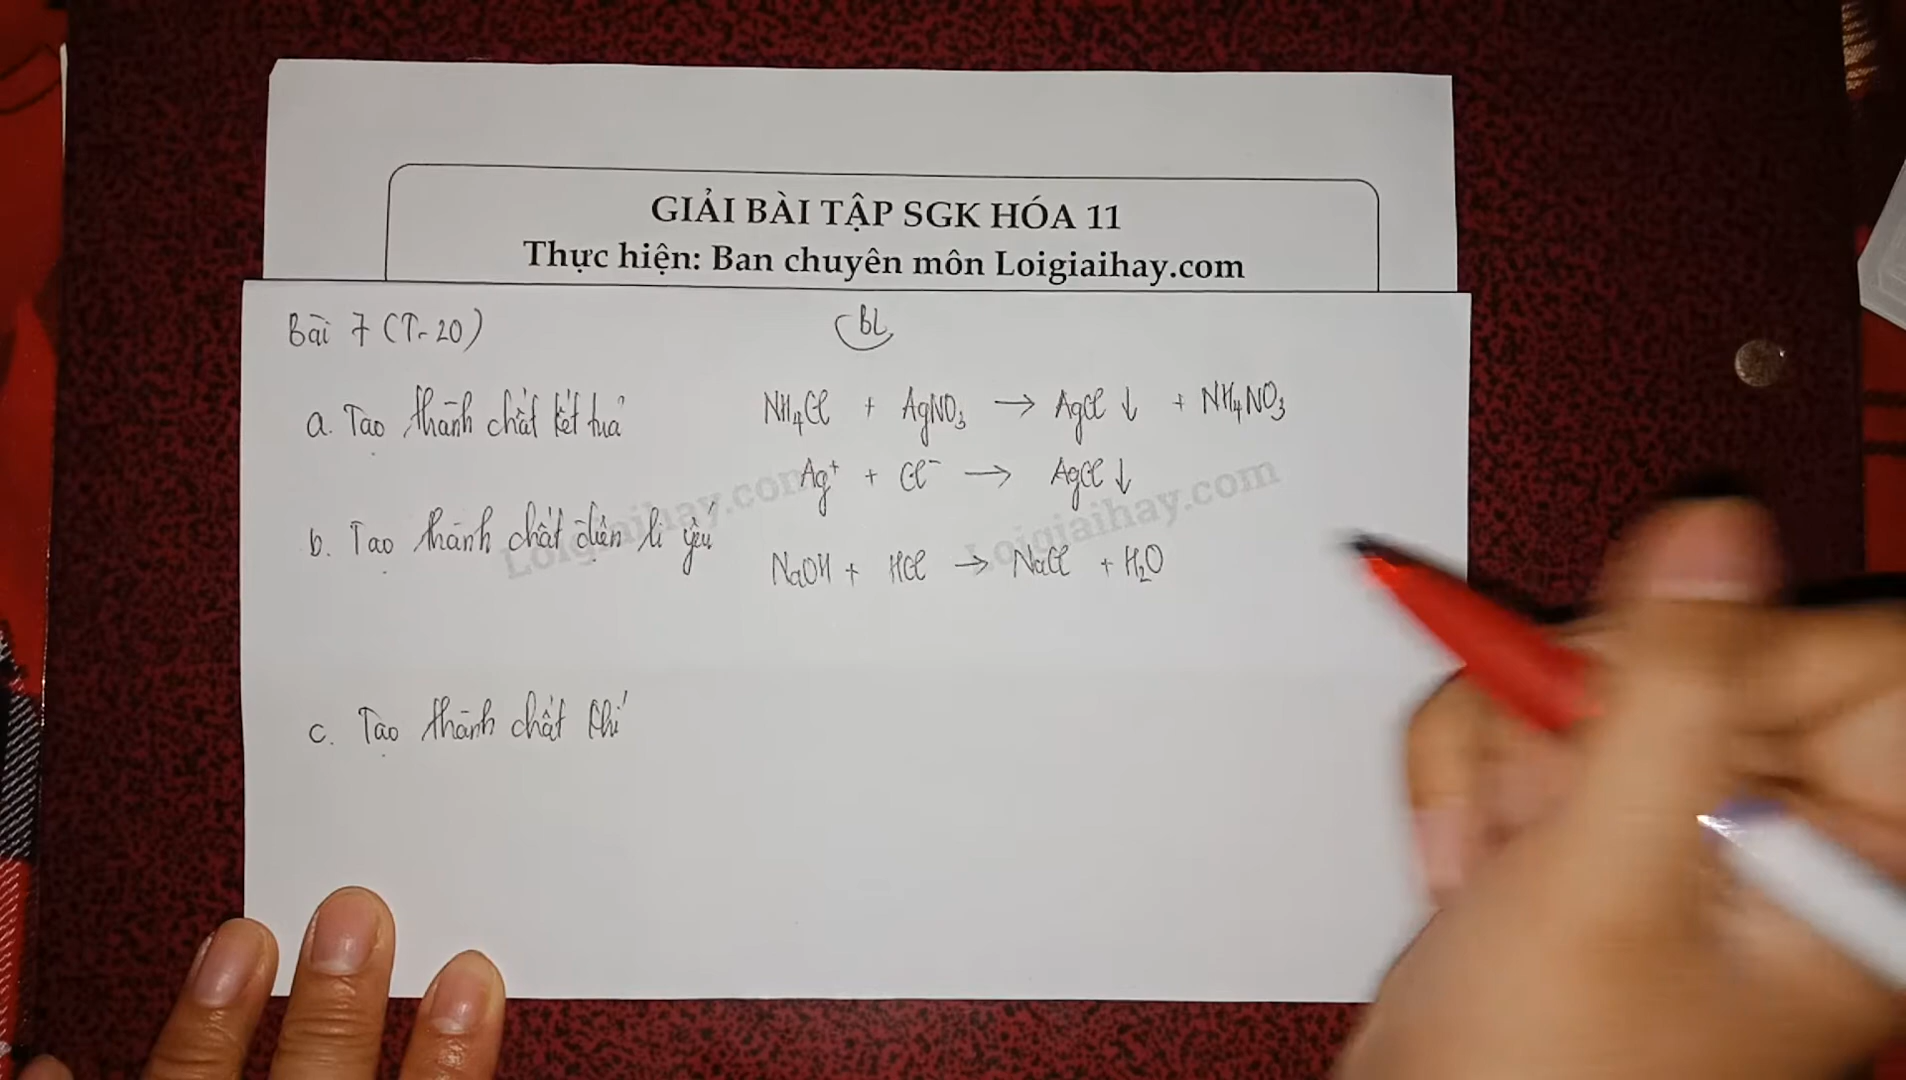 GIẢI BÀI TẬP SGK HÓA 11
Thực hiện: Ban chuyên môn Loigiaihay.com
Bài 7 (T-20)
BL
a. Tạo thành chất kết tủa
NH₄Cl + AgNO₃ → AgCl ↓ + NH₄NO₃
Ag⁺ + Cl⁻ → AgCl ↓
b. Tạo thành chất điện li yếu
NaOH + HCl → NaCl + H₂O
c. Tạo thành chất khí
Loigiaihay.com
Loigiaihay.com